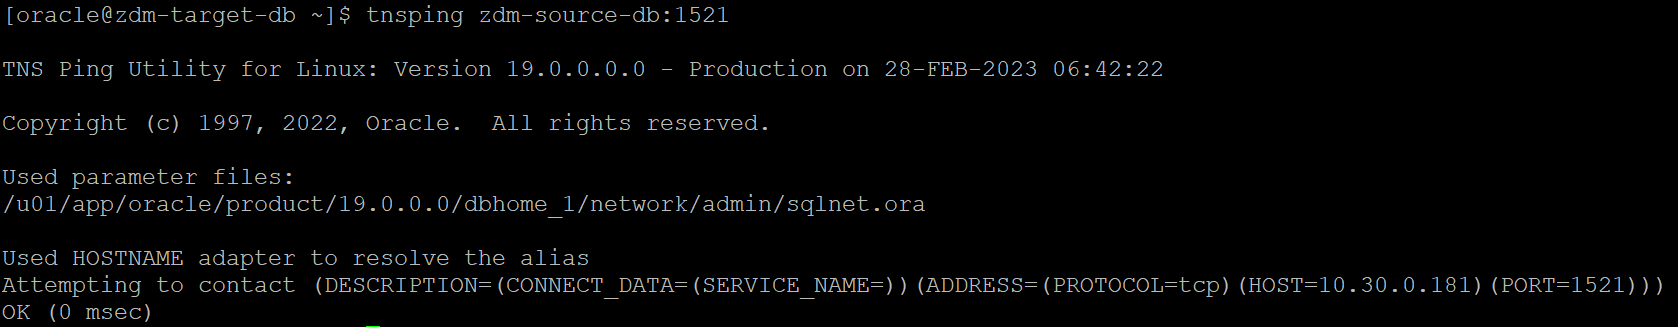 [oracle@zdm-target-db ~]$ tnsping zdm-source-db:1521
TNS Ping Utility for Linux: Version 19.0.0.0.0 - Production on 28-FEB-2023 06:42:22
Copyright (c) 1997, 2022, Oracle.  All rights reserved.
Used parameter files:
/u01/app/oracle/product/19.0.0.0/dbhome_1/network/admin/sqlnet.ora
Used HOSTNAME adapter to resolve the alias
Attempting to contact (DESCRIPTION=(CONNECT_DATA=(SERVICE_NAME=))(ADDRESS=(PROTOCOL=tcp)(HOST=10.30.0.181)(PORT=1521)))
OK (0 msec)